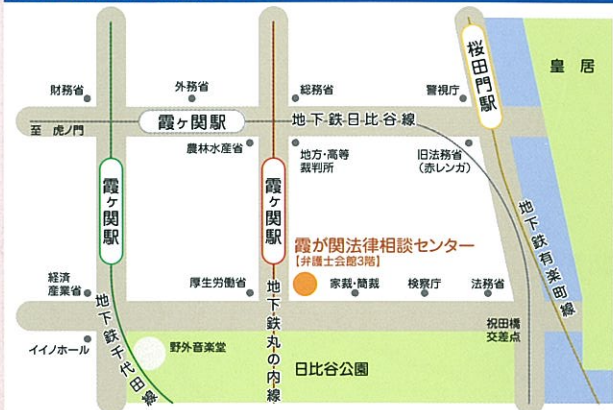 桜田門駅
皇居
財務省
外務省
総務省
警視庁
至 虎ノ門
霞ヶ関駅
地下鉄日比谷線
農林水産省
地方・高等
裁判所
旧法務省
(赤レンガ)
霞ヶ関駅
霞ヶ関駅
地下鉄有楽町線
霞が関法律相談センター
【弁護士会館3階】
経済
産業省
厚生労働省
家裁・簡裁
検察庁
法務省
地下鉄千代田線
地下鉄丸の内線
祝田橋
交差点
イイノホール
野外音楽堂
日比谷公園